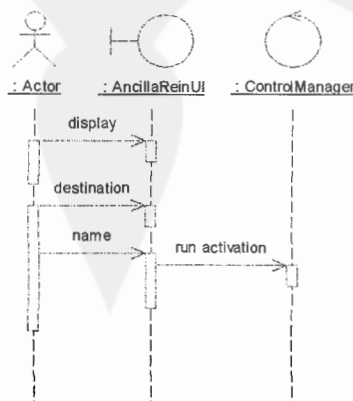 : Actor
: AncillaReinUI
: ControlManager
display
destination
name
run activation